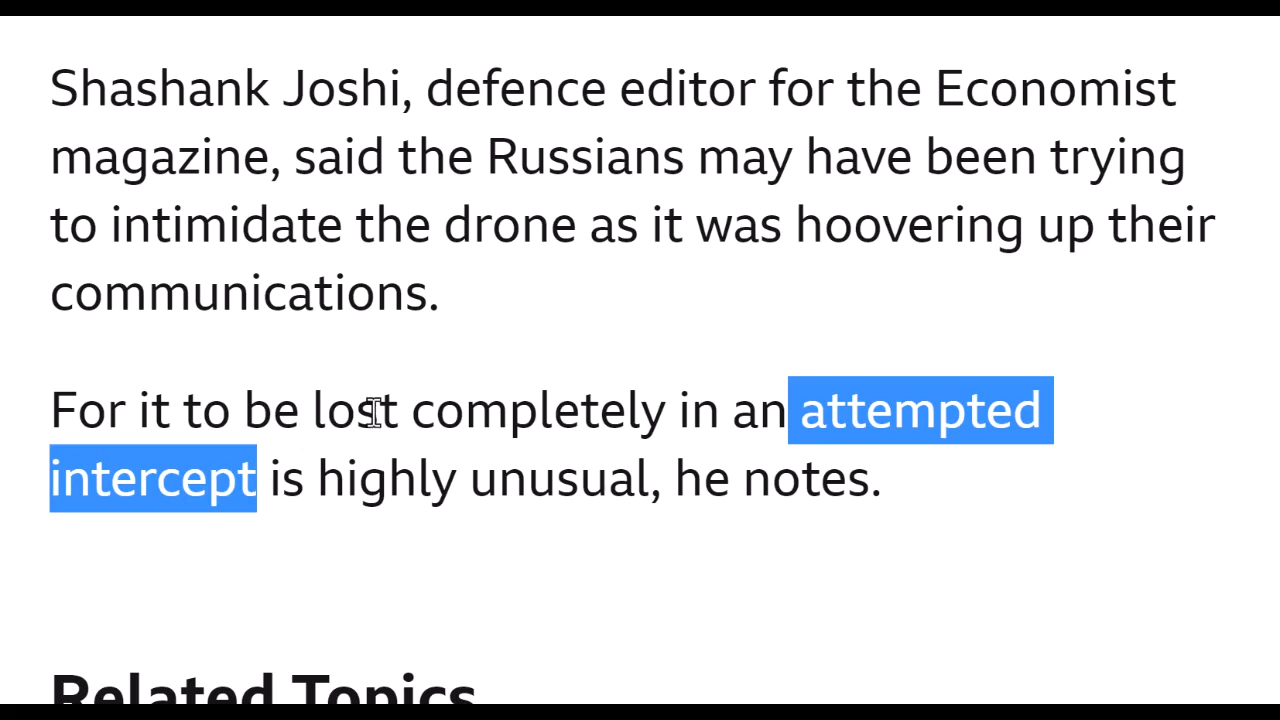 Shashank Joshi, defence editor for the Economist
magazine, said the Russians may have been trying
to intimidate the drone as it was hoovering up their
communications.
For it to be lost completely in an attempted
intercept is highly unusual, he notes.
Related Topics